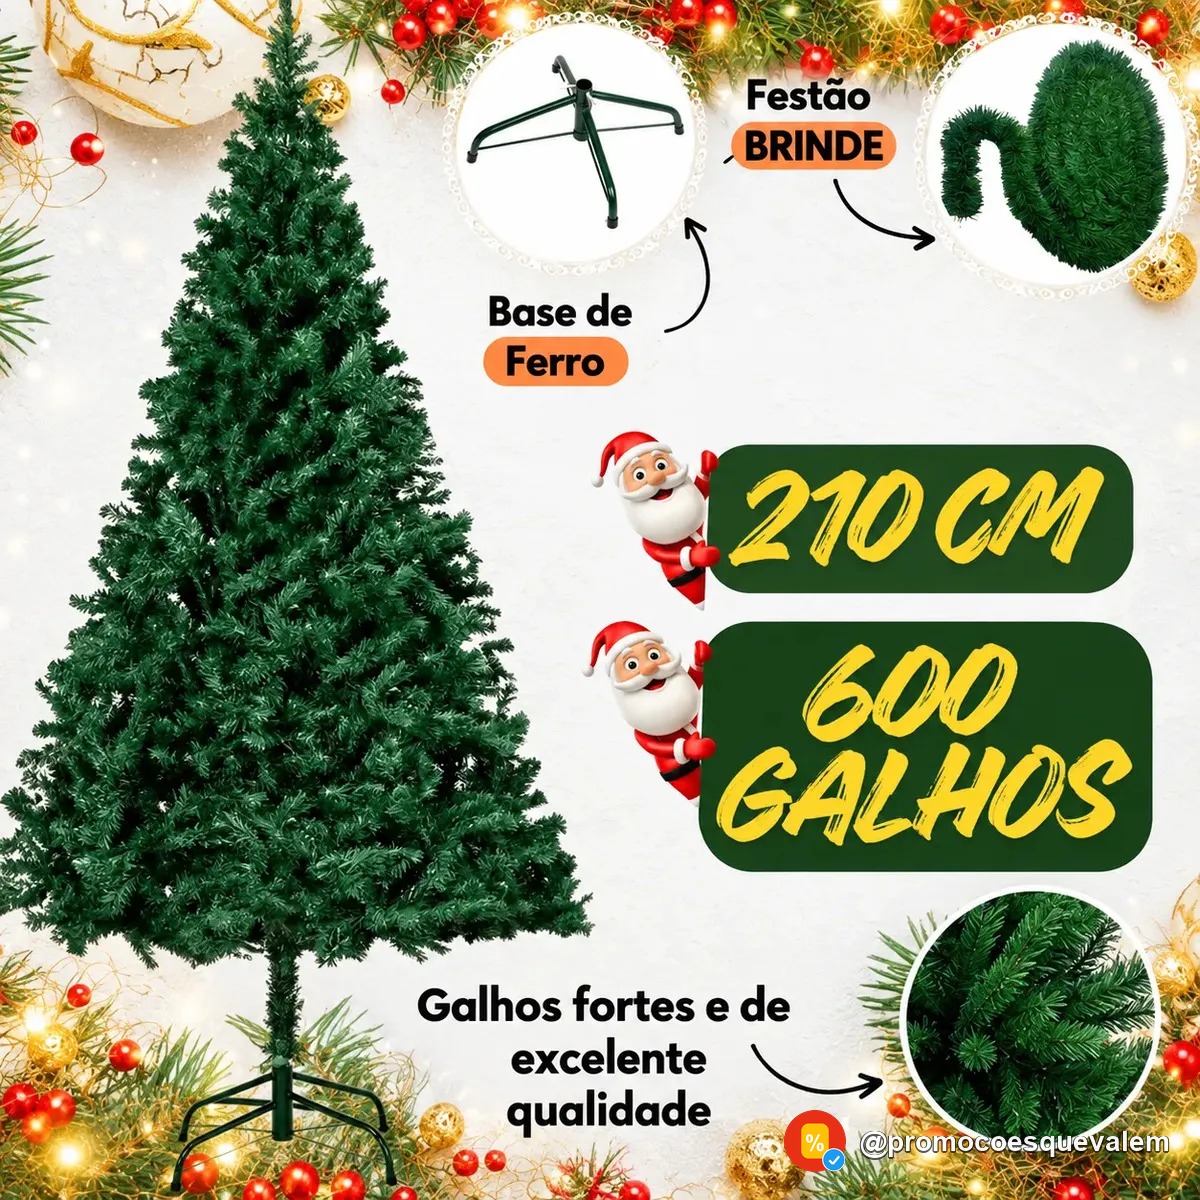 Festão
BRINDE
Base de
Ferro
210 CM
600
GALHOS
Galhos fortes e de
excelente
qualidade
%
@promocoesquevalem